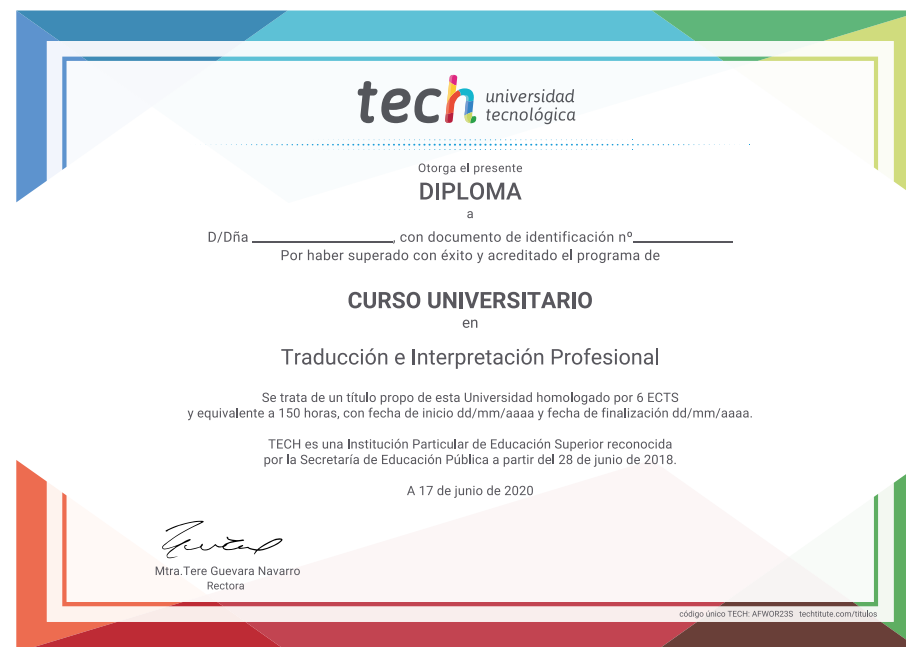 tech universidad
tecnológica
Otorga el presente
DIPLOMA
a
D/Dña ____________________, con documento de identificación nº______________
Por haber superado con éxito y acreditado el programa de
CURSO UNIVERSITARIO
en
Traducción e Interpretación Profesional
Se trata de un título propo de esta Universidad homologado por 6 ECTS
y equivalente a 150 horas, con fecha de inicio dd/mm/aaaa y fecha de finalización dd/mm/aaaa.
TECH es una Institución Particular de Educación Superior reconocida
por la Secretaría de Educación Pública a partir del 28 de junio de 2018.
A 17 de junio de 2020
Mtra.Tere Guevara Navarro
Rectora
código único TECH: AFWOR23S techtitute.com/titulos